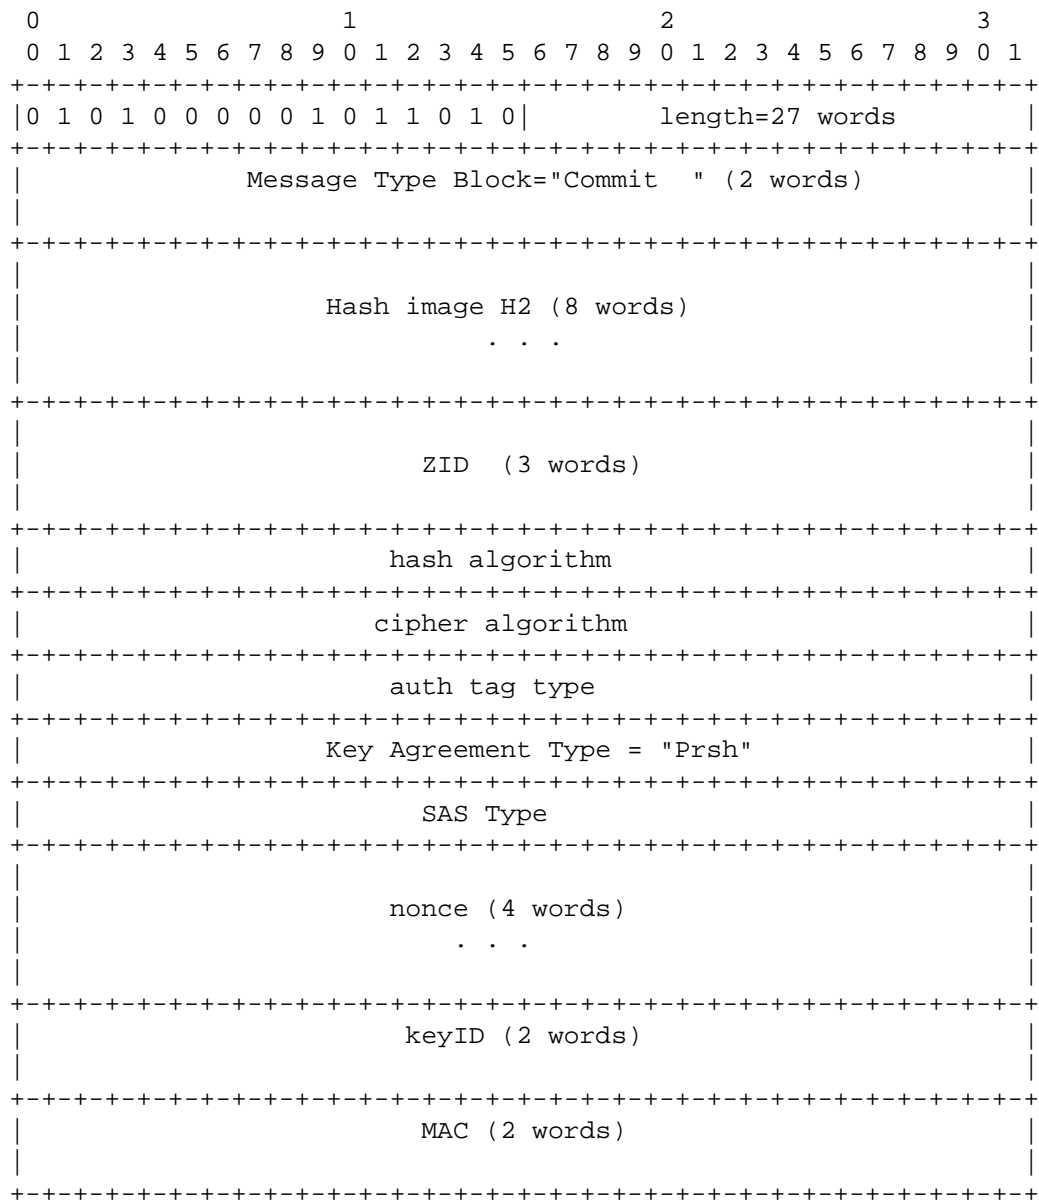 0                   1                   2                   3
 0 1 2 3 4 5 6 7 8 9 0 1 2 3 4 5 6 7 8 9 0 1 2 3 4 5 6 7 8 9 0 1
+-+-+-+-+-+-+-+-+-+-+-+-+-+-+-+-+-+-+-+-+-+-+-+-+-+-+-+-+-+-+-+-+
|0 1 0 1 0 0 0 0 0 1 0 1 1 0 1 0|        length=27 words        |
+-+-+-+-+-+-+-+-+-+-+-+-+-+-+-+-+-+-+-+-+-+-+-+-+-+-+-+-+-+-+-+-+
|              Message Type Block="Commit  " (2 words)          |
|                                                               |
+-+-+-+-+-+-+-+-+-+-+-+-+-+-+-+-+-+-+-+-+-+-+-+-+-+-+-+-+-+-+-+-+
|                                                               |
|                   Hash image H2 (8 words)                     |
|                             . . .                             |
|                                                               |
+-+-+-+-+-+-+-+-+-+-+-+-+-+-+-+-+-+-+-+-+-+-+-+-+-+-+-+-+-+-+-+-+
|                                                               |
|                         ZID  (3 words)                        |
|                                                               |
+-+-+-+-+-+-+-+-+-+-+-+-+-+-+-+-+-+-+-+-+-+-+-+-+-+-+-+-+-+-+-+-+
|                       hash algorithm                          |
+-+-+-+-+-+-+-+-+-+-+-+-+-+-+-+-+-+-+-+-+-+-+-+-+-+-+-+-+-+-+-+-+
|                      cipher algorithm                         |
+-+-+-+-+-+-+-+-+-+-+-+-+-+-+-+-+-+-+-+-+-+-+-+-+-+-+-+-+-+-+-+-+
|                       auth tag type                           |
+-+-+-+-+-+-+-+-+-+-+-+-+-+-+-+-+-+-+-+-+-+-+-+-+-+-+-+-+-+-+-+-+
|                   Key Agreement Type = "Prsh"                 |
+-+-+-+-+-+-+-+-+-+-+-+-+-+-+-+-+-+-+-+-+-+-+-+-+-+-+-+-+-+-+-+-+
|                         SAS Type                              |
+-+-+-+-+-+-+-+-+-+-+-+-+-+-+-+-+-+-+-+-+-+-+-+-+-+-+-+-+-+-+-+-+
|                                                               |
|                       nonce (4 words)                         |
|                           . . .                               |
|                                                               |
+-+-+-+-+-+-+-+-+-+-+-+-+-+-+-+-+-+-+-+-+-+-+-+-+-+-+-+-+-+-+-+-+
|                        keyID (2 words)                        |
|                                                               |
+-+-+-+-+-+-+-+-+-+-+-+-+-+-+-+-+-+-+-+-+-+-+-+-+-+-+-+-+-+-+-+-+
|                         MAC (2 words)                         |
|                                                               |
+-+-+-+-+-+-+-+-+-+-+-+-+-+-+-+-+-+-+-+-+-+-+-+-+-+-+-+-+-+-+-+-+